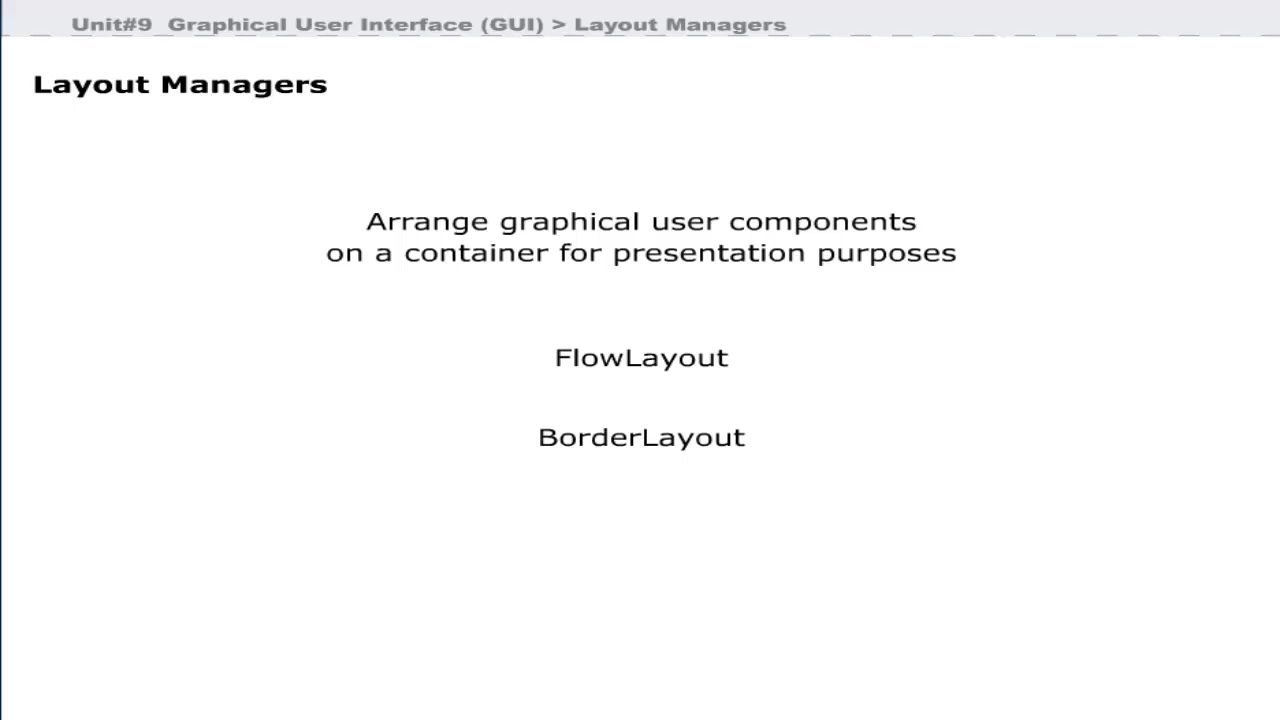 Unit#9 Graphical User Interface (GUI) > Layout Managers
Layout Managers
Arrange graphical user components
on a container for presentation purposes
FlowLayout
BorderLayout